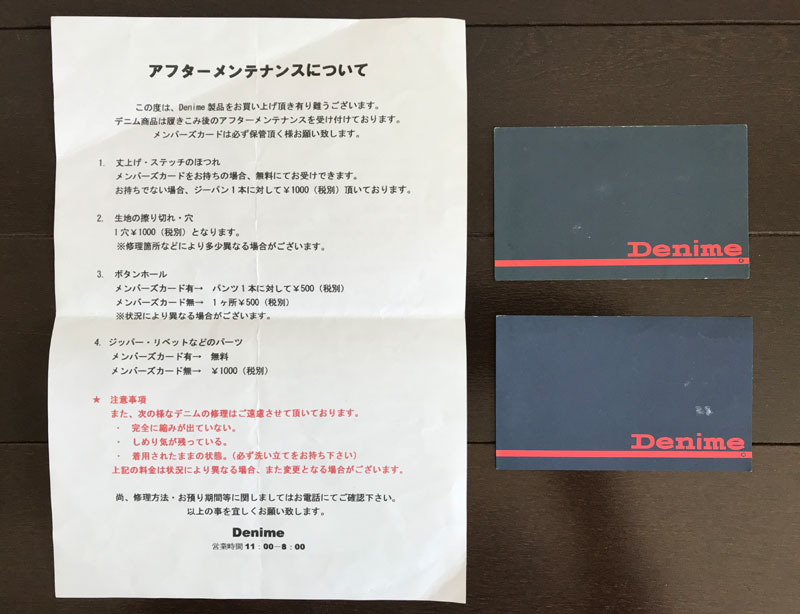 アフターメンテナンスについて
この度は、Denime 製品をお買い上げ頂き有り難うございます。
デニム商品は履きこみ後のアフターメンテナンスを受け付けております。
メンバーズカードは必ず保管頂く様お願い致します。
1. 丈上げ・ステッチのほつれ
メンバーズカードをお持ちの場合、無料にてお受けできます。
お持ちでない場合、ジーパン1本に対して￥1000（税別）頂いております。
2. 生地の擦り切れ・穴
1穴￥1000（税別）となります。
※修理箇所などにより多少異なる場合がございます。
3. ボタンホール
メンバーズカード有→ パンツ1本に対して￥500（税別）
メンバーズカード無→ 1ヶ所￥500（税別）
※状況により異なる場合がございます。
4. ジッパー・リベットなどのパーツ
メンバーズカード有→ 無料
メンバーズカード無→ ￥1000（税別）
★ 注意事項
また、次の様なデニムの修理はご遠慮させて頂いております。
・ 完全に縮みが出ていない。
・ しめり気が残っている。
・ 着用されたままの状態。（必ず洗い立てをお持ち下さい）
上記の料金は状況により異なる場合、また変更となる場合がございます。
尚、修理方法・お預り期間等に関しましてはお電話にてご確認下さい。
以上の事を宜しくお願い致します。
Denime
営業時間 11：00－8：00
Denime
Denime